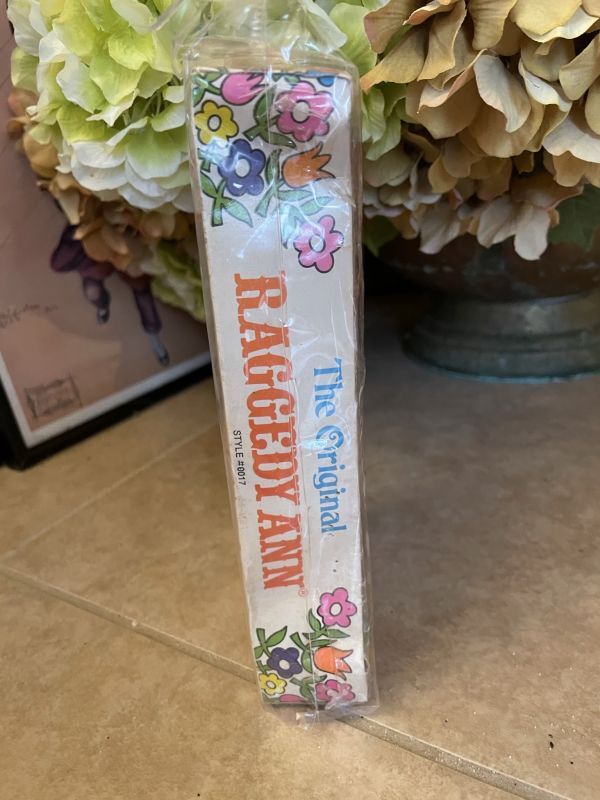 The Original
RAGGEDY ANN®
STYLE #0017